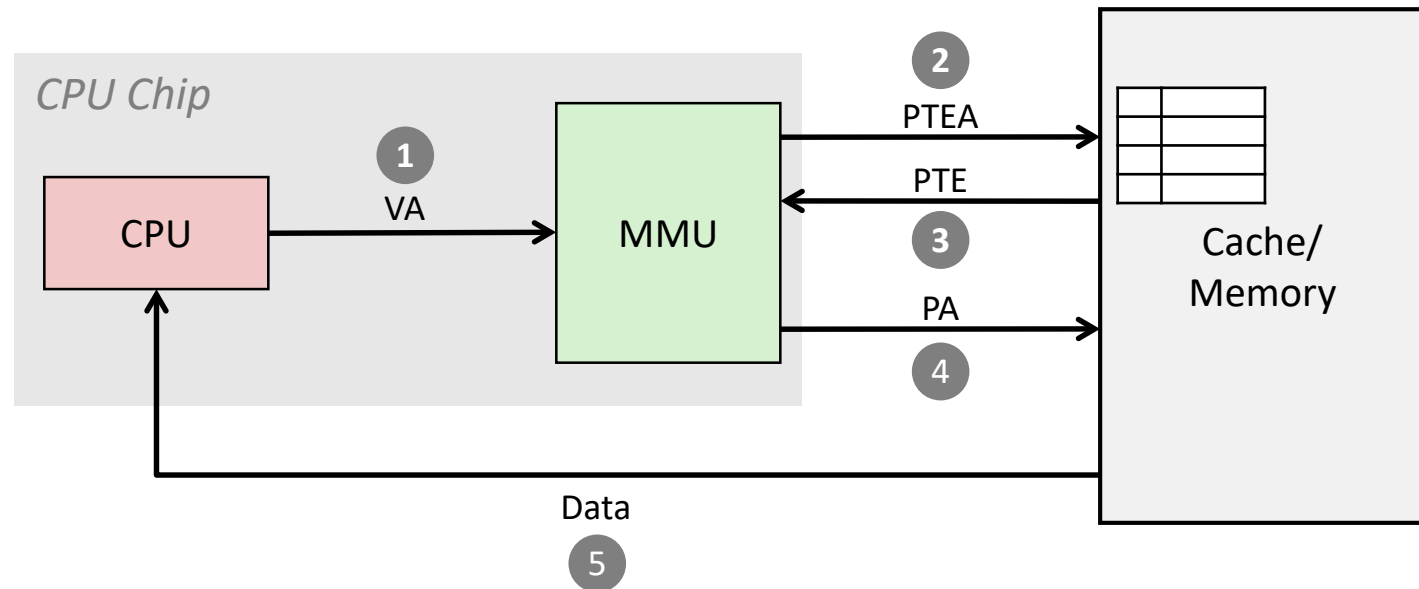 CPU Chip
2
PTEA
1
VA
PTE
CPU
MMU
3
Cache/
Memory
PA
4
Data
5